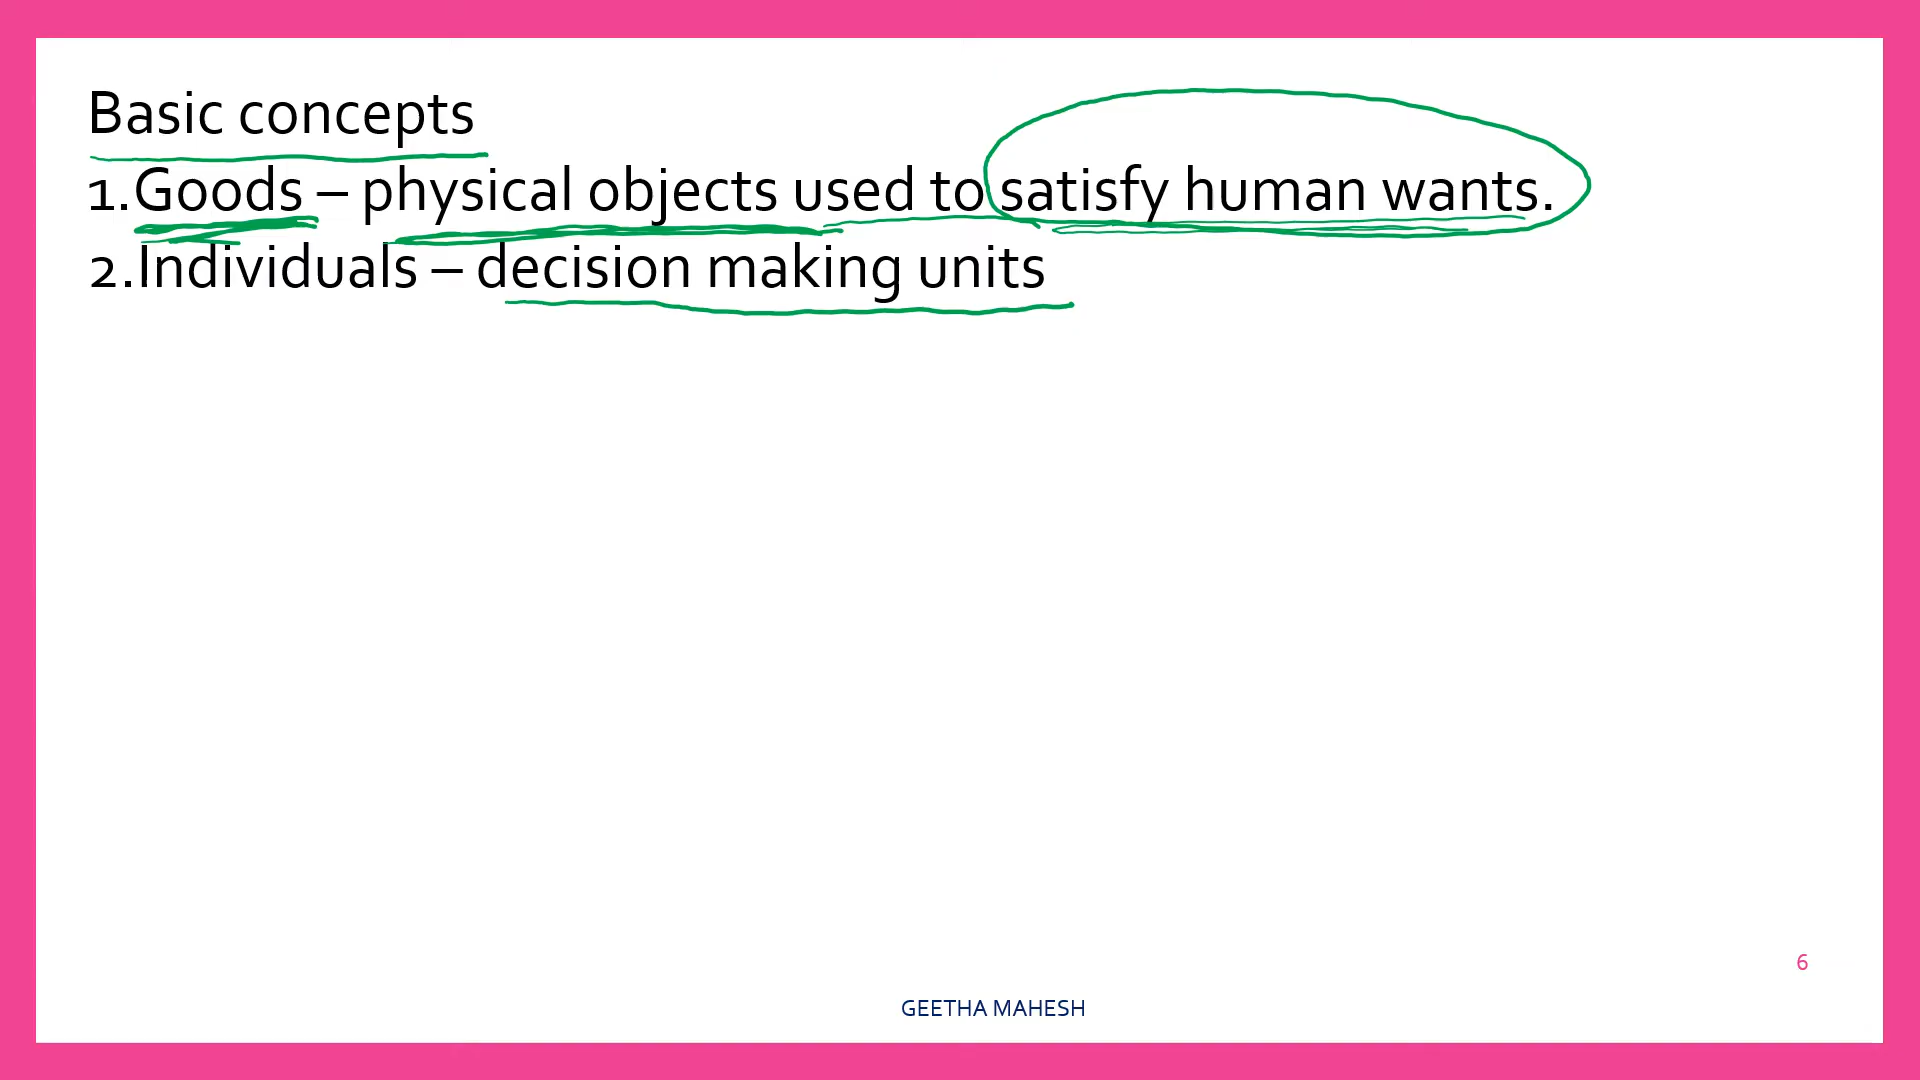 Basic concepts
1.Goods – physical objects used to satisfy human wants.
2.Individuals – decision making units
6
GEETHA MAHESH